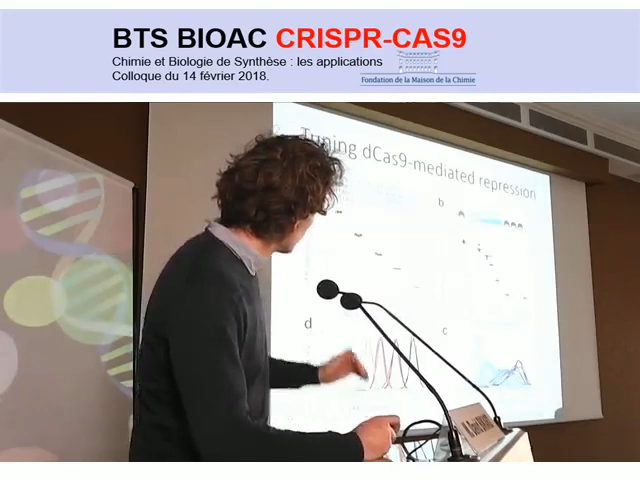 BTS BIOAC CRISPR-CAS9
Chimie et Biologie de Synthèse : les applications
Colloque du 14 février 2018.
Fondation de la Maison de la Chimie
Tuning dCas9-mediated repression
b
d
c